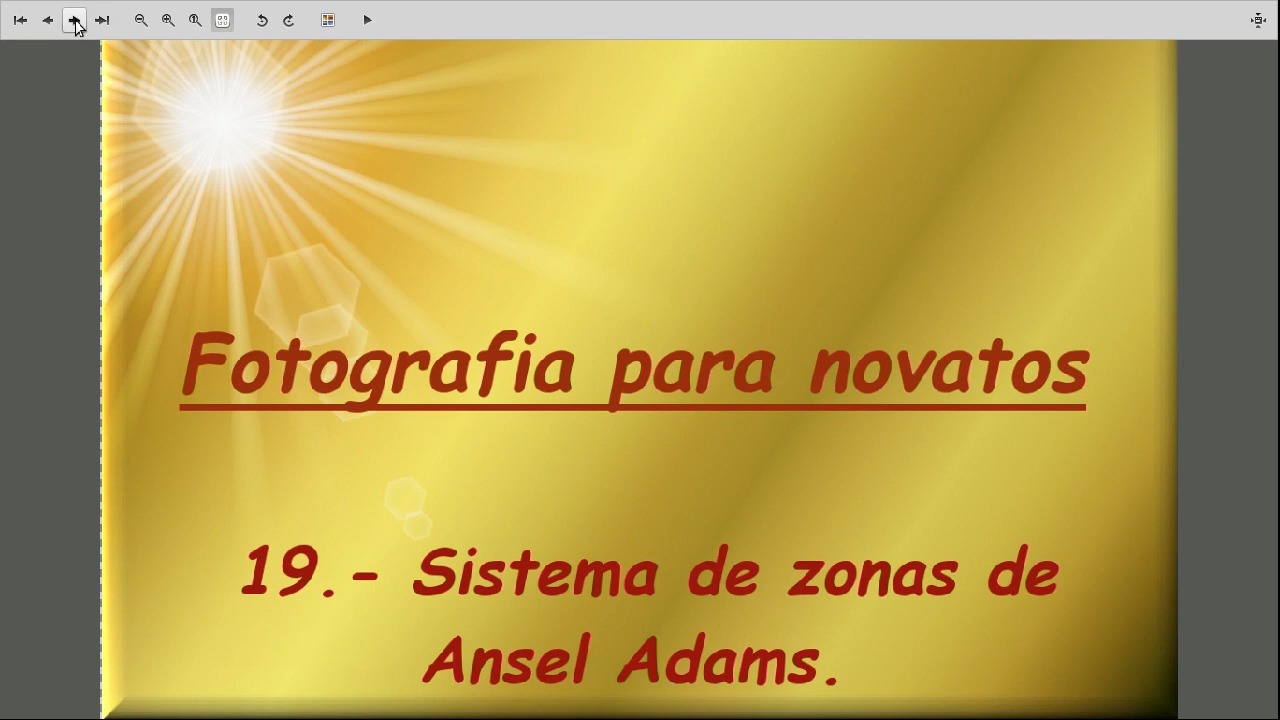 Fotografia para novatos
19.- Sistema de zonas de
Ansel Adams.